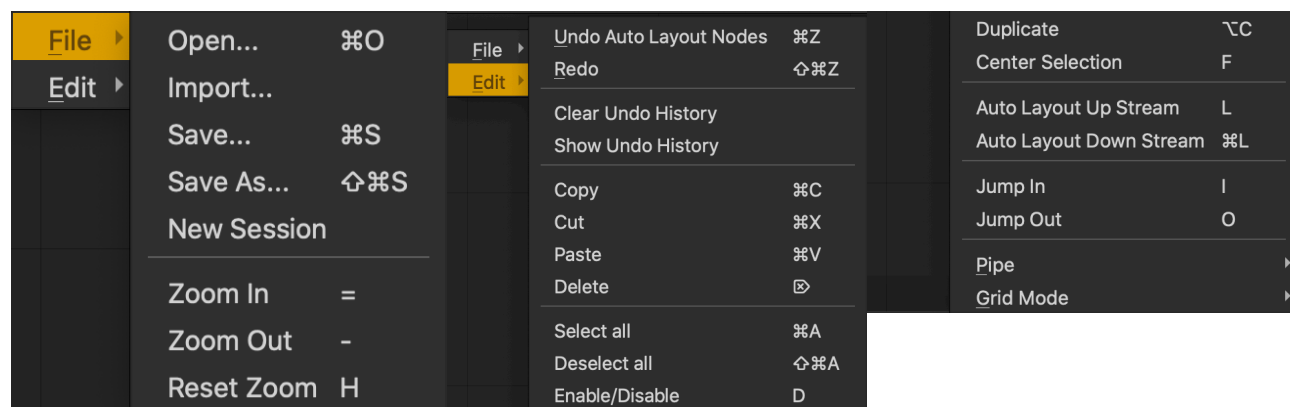 File
Edit
Open... ⌘O
Import...
Save... ⌘S
Save As... ⇧⌘S
New Session
Zoom In =
Zoom Out -
Reset Zoom H
File
Edit
Undo Auto Layout Nodes ⌘Z
Redo ⇧⌘Z
Clear Undo History
Show Undo History
Copy ⌘C
Cut ⌘X
Paste ⌘V
Delete ⌦
Select all ⌘A
Deselect all ⇧⌘A
Enable/Disable D
Duplicate ⌥C
Center Selection F
Auto Layout Up Stream L
Auto Layout Down Stream ⌘L
Jump In I
Jump Out O
Pipe
Grid Mode